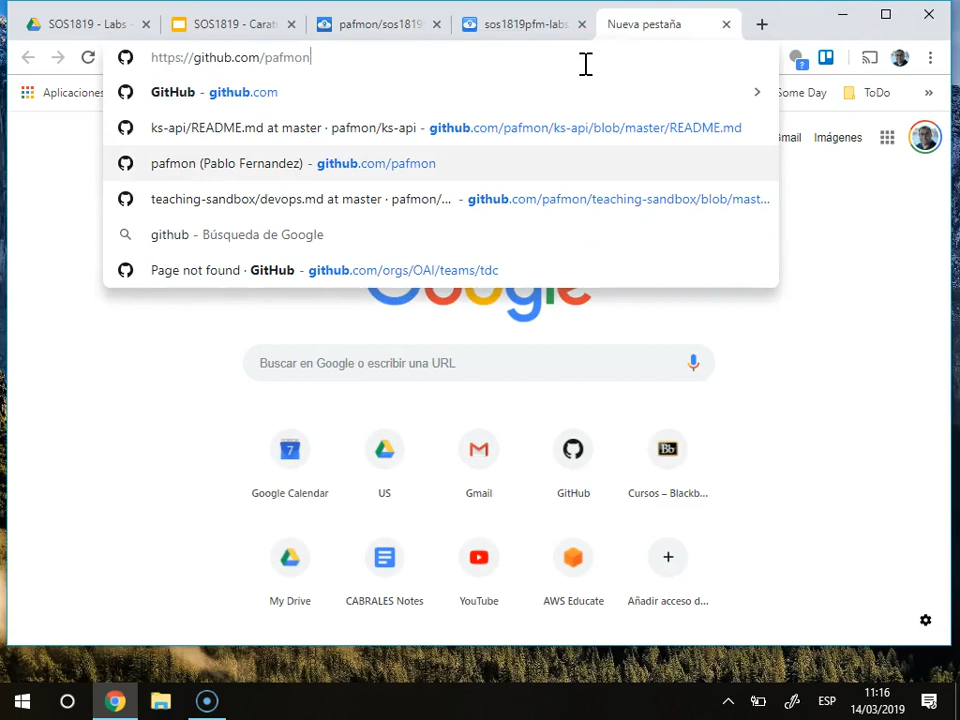 SOS1819 - Labs -
SOS1819 - Carat
pafmon/sos1819
sos1819pfm-labs
Nueva pestaña
https://github.com/pafmon
Aplicaciones
Some Day
ToDo
»
GitHub - github.com
ks-api/README.md at master · pafmon/ks-api - github.com/pafmon/ks-api/blob/master/README.md
pafmon (Pablo Fernandez) - github.com/pafmon
teaching-sandbox/devops.md at master · pafmon/... - github.com/pafmon/teaching-sandbox/blob/mast...
github - Búsqueda de Google
Page not found · GitHub - github.com/orgs/OAI/teams/tdc
Gmail
Imágenes
Google
Buscar en Google o escribir una URL
7
Bb
Google Calendar
US
Gmail
GitHub
Cursos – Blackb...
My Drive
CABRALES Notes
YouTube
AWS Educate
Añadir acceso d...
ESP
11:16
14/03/2019